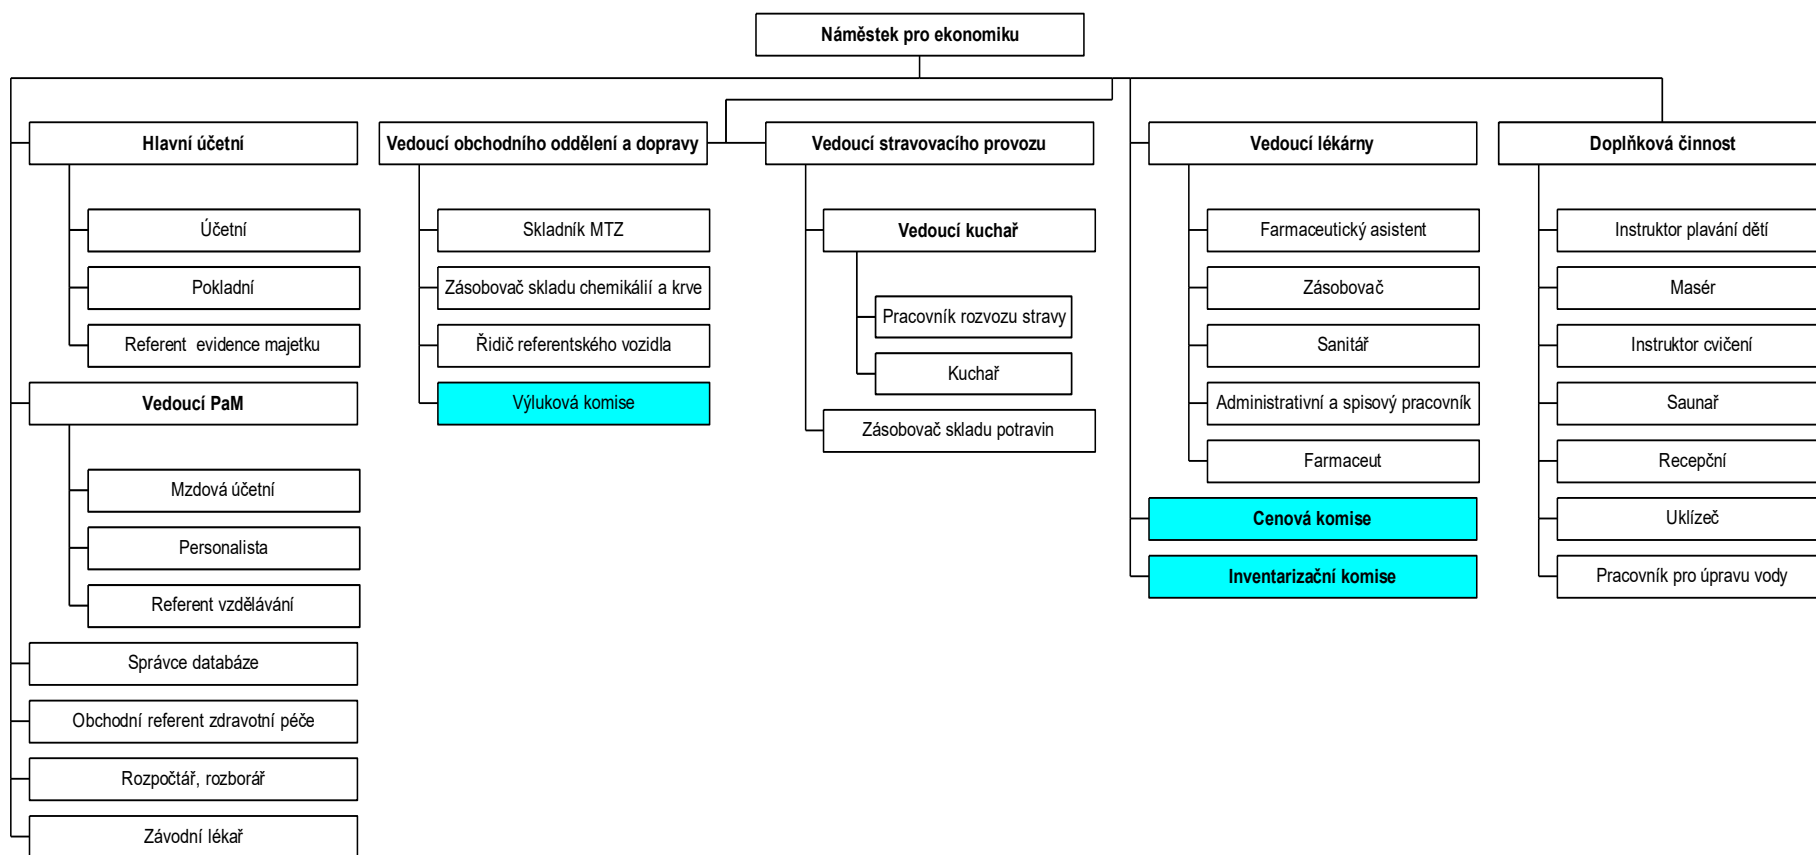 Náměstek pro ekonomiku
Hlavní účetní
Účetní
Pokladní
Referent evidence majetku
Vedoucí PaM
Mzdová účetní
Personalista
Referent vzdělávání
Správce databáze
Obchodní referent zdravotní péče
Rozpočtář, rozborář
Závodní lékař
Vedoucí obchodního oddělení a dopravy
Skladník MTZ
Zásobovač skladu chemikálií a krve
Řidič referentského vozidla
Výluková komise
Vedoucí stravovacího provozu
Vedoucí kuchař
Pracovník rozvozu stravy
Kuchař
Zásobovač skladu potravin
Vedoucí lékárny
Farmaceutický asistent
Zásobovač
Sanitář
Administrativní a spisový pracovník
Farmaceut
Cenová komise
Inventarizační komise
Doplňková činnost
Instruktor plavání dětí
Masér
Instruktor cvičení
Saunař
Recepční
Uklízeč
Pracovník pro úpravu vody